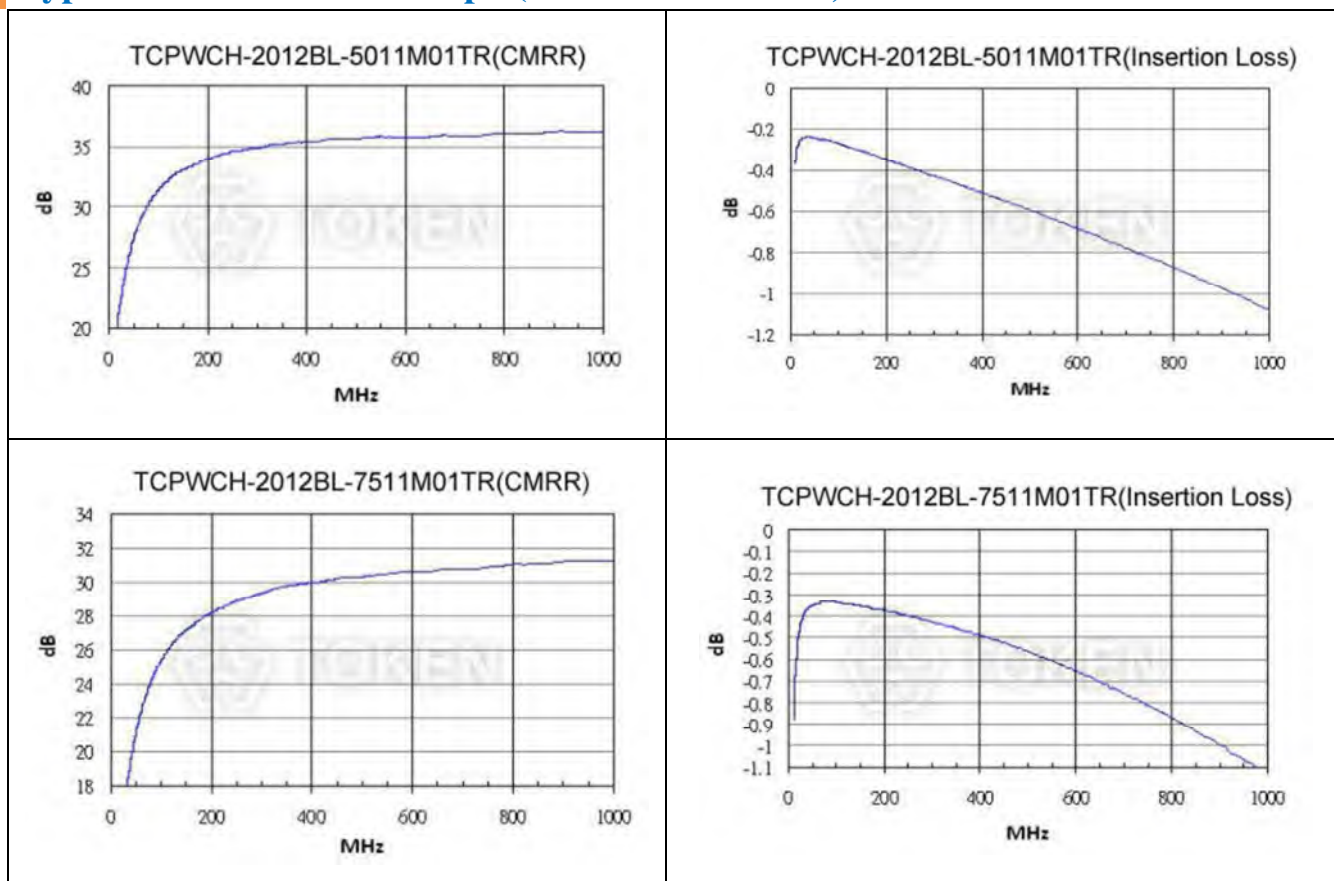 TCPWCH-2012BL-5011M01TR(CMRR)
40
35
30
25
20
dB
0 200 400 600 800 1000
MHz
TOKEN
TCPWCH-2012BL-5011M01TR(Insertion Loss)
0
-0.2
-0.4
-0.6
-0.8
-1
-1.2
dB
0 200 400 600 800 1000
MHz
TOKEN
TCPWCH-2012BL-7511M01TR(CMRR)
34
32
30
28
26
24
22
20
18
dB
0 200 400 600 800 1000
MHz
TOKEN
TCPWCH-2012BL-7511M01TR(Insertion Loss)
0
-0.1
-0.2
-0.3
-0.4
-0.5
-0.6
-0.7
-0.8
-0.9
-1
-1.1
dB
0 200 400 600 800 1000
MHz
TOKEN